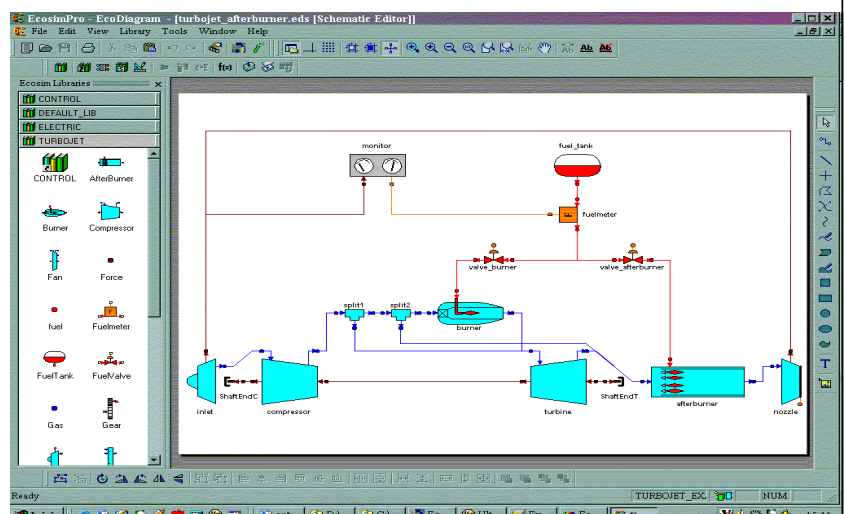 EcosimPro - EcoDiagram - [turbojet_afterburner.eds [Schematic Editor]]
File Edit View Library Tools Window Help
f(x)
Ab
Ecosim Libraries
CONTROL
DEFAULT_LIB
ELECTRIC
TURBOJET
CONTROL AfterBurner
Burner Compressor
Fan Force
fuel Fuelmeter
FuelTank FuelValve
Gas Gear
monitor
fuel_tank
F
fuelmeter
valve_burner
valve_afterburner
split1
split2
burner
inlet
ShaftEndC
compressor
turbine
ShaftEndT
afterburner
nozzle
T
Ready
TURBOJET_EX.
NUM